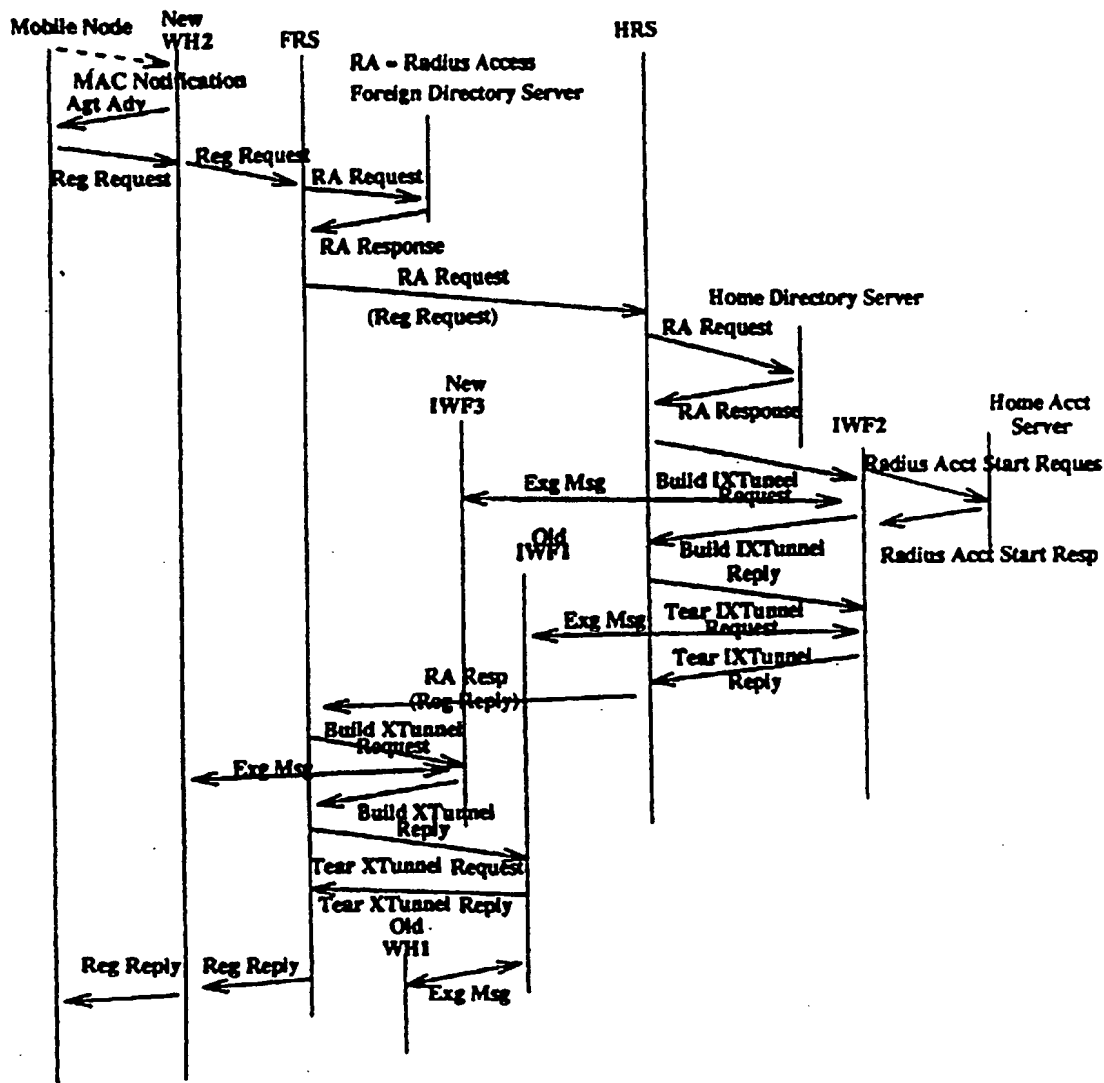 Mobile Node
New
WH2
FRS
HRS
RA - Radius Access
Foreign Directory Server
MAC Notification
Agt Adv
Reg Request
Reg Request
RA Request
RA Response
RA Request
(Reg Request)
Home Directory Server
RA Request
RA Response
New
IWF3
IWF2
Home Acct
Server
Radius Acct Start Reques
Exg Msg
Build IXTunnel
Request
Old
IWF1
Build IXTunnel
Reply
Radius Acct Start Resp
Exg Msg
Tear IXTunnel
Request
Tear IXTunnel
Reply
RA Resp
(Reg Reply)
Build XTunnel
Request
Exg Msg
Build XTunnel
Reply
Tear XTunnel Request
Tear XTunnel Reply
Old
WH1
Reg Reply
Reg Reply
Exg Msg